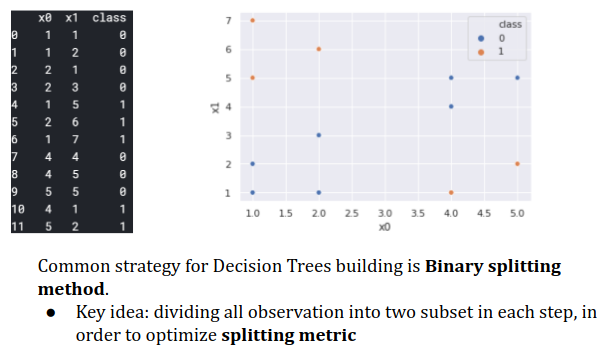 x0 x1 class
0 1 1 0
1 1 2 0
2 2 1 0
3 2 3 0
4 1 5 1
5 2 6 1
6 1 7 1
7 4 4 0
8 4 5 0
9 5 5 0
10 4 1 1
11 5 2 1
7
6
5
4
3
2
1
x1
1.0 1.5 2.0 2.5 3.0 3.5 4.0 4.5 5.0
x0
class
0
1
Common strategy for Decision Trees building is Binary splitting
method.
● Key idea: dividing all observation into two subset in each step, in
order to optimize splitting metric